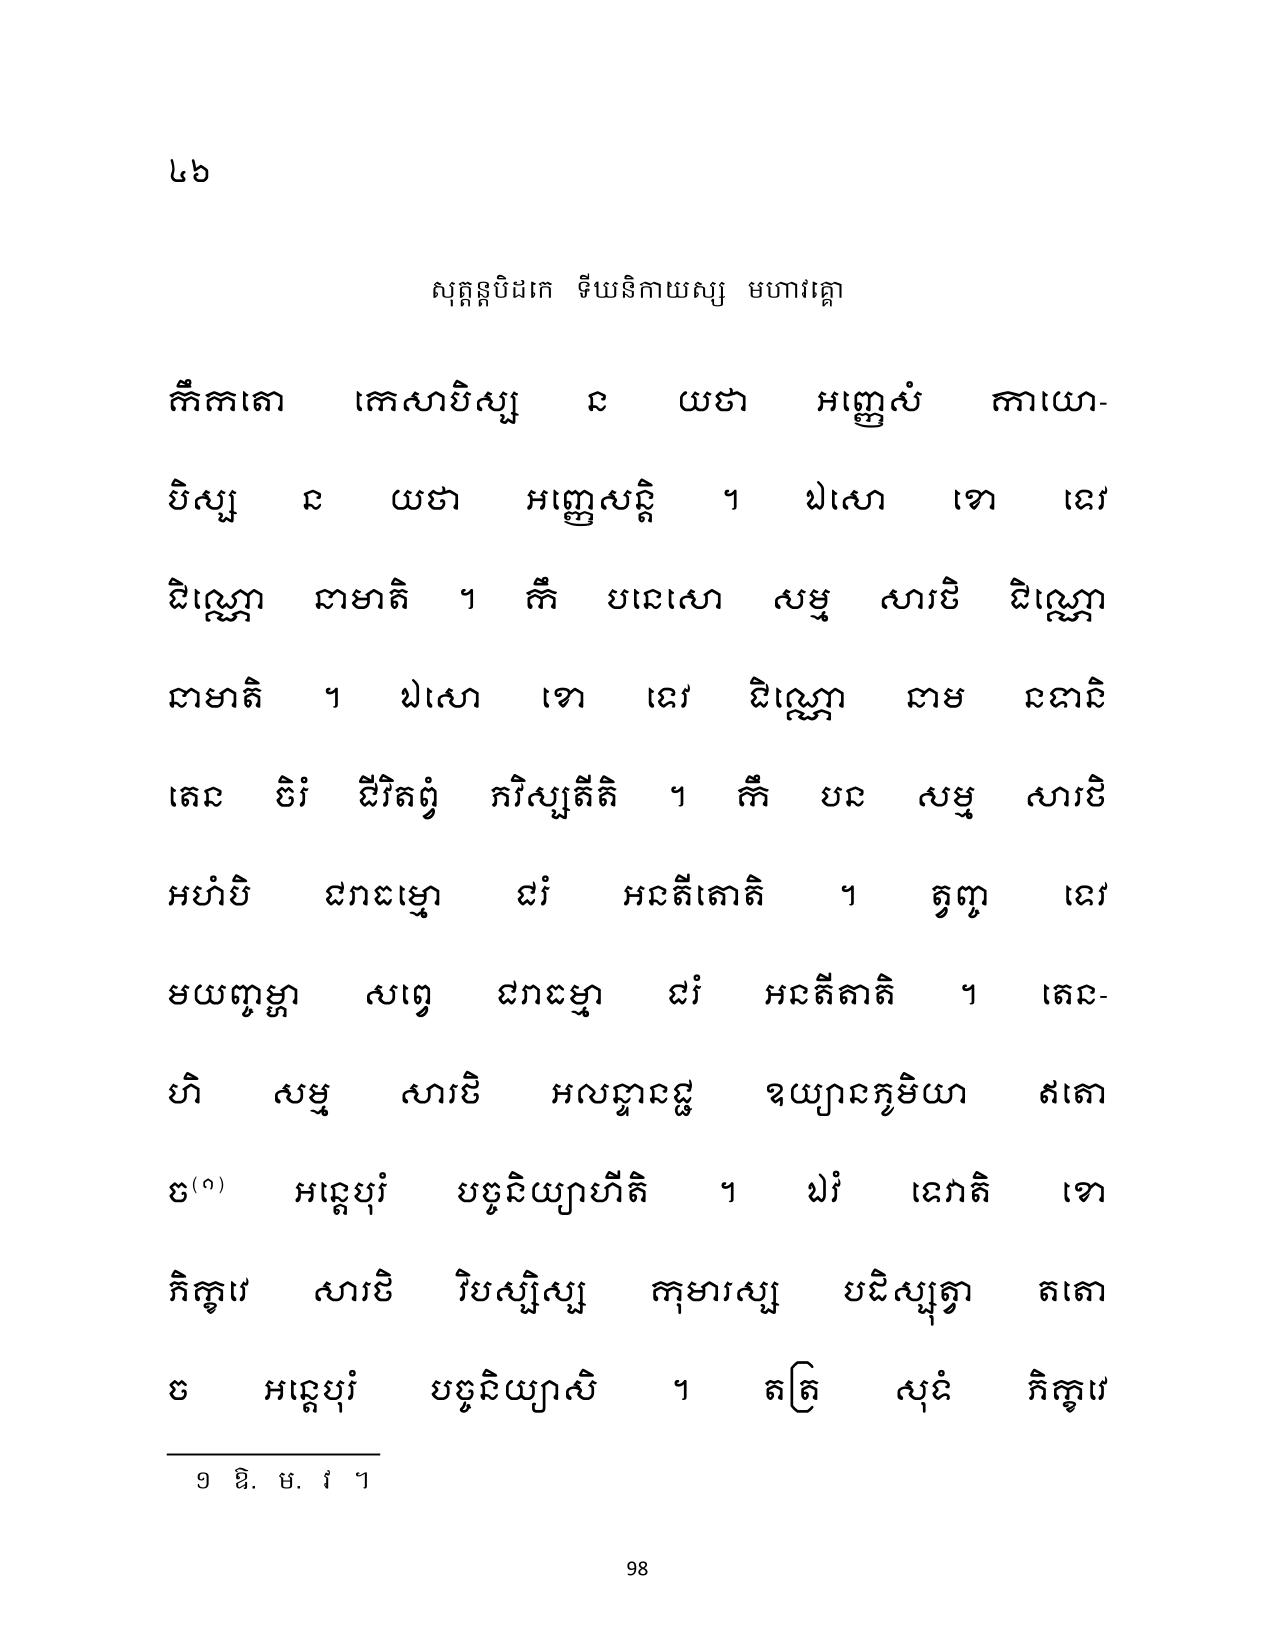 ៤៦
សុត្តន្តបិដកេ ទីឃនិកាយស្ស មហាវគ្គោ
កឹកតោ កេសាបិស្ស ន យថា អញ្ញេសំ កាយោ-
បិស្ស ន យថា អញ្ញេសន្តិ ។ ឯសោ ខោ ទេវ
ជិណ្ណោ នាមាតិ ។ កឹ បនេសោ សម្ម សារថិ ជិណ្ណោ
នាមាតិ ។ ឯសោ ខោ ទេវ ជិណ្ណោ នាម នទានិ
តេន ចិរំ ជីវិតព្វំ ភវិស្សតីតិ ។ កឹ បន សម្ម សារថិ
អហំបិ ជរាធម្មោ ជរំ អនតីតោតិ ។ ត្វញ្ច ទេវ
មយញ្ចម្ហា សព្វេ ជរាធម្មា ជរំ អនតីតាតិ ។ តេន-
ហិ សម្ម សារថិ អលន្ទានជ្ជ ឧយ្យានភូមិយា ឥតោ
ច(១) អន្តេបុរំ បច្ចនិយ្យាហីតិ ។ ឯវំ ទេវាតិ ខោ
ភិក្ខវេ សារថិ វិបស្សិស្ស កុមារស្ស បដិស្សុត្វា តតោ
ច អន្តេបុរំ បច្ចនិយ្យាសិ ។ តត្រ សុទំ ភិក្ខវេ
១ ឱ. ម. វ ។
98